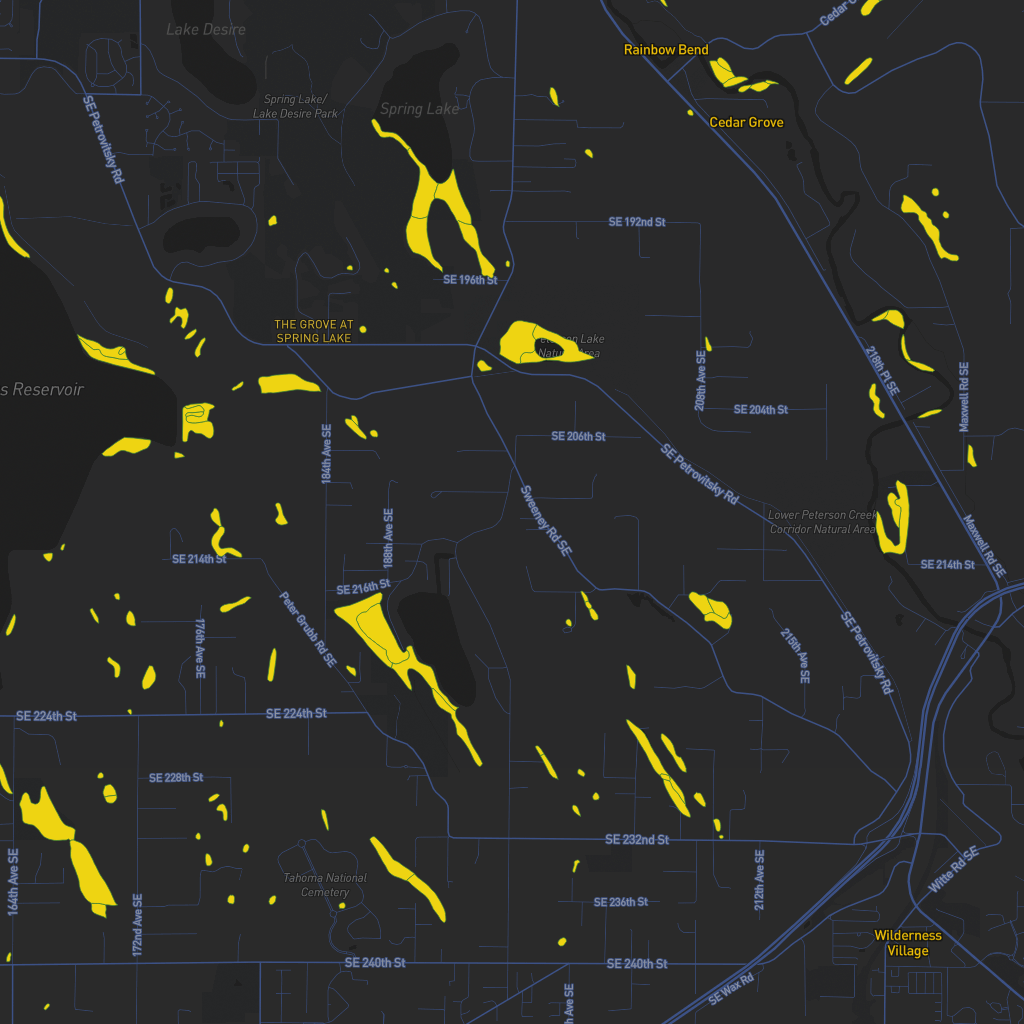 Lake Desire
Cedar
Rainbow Bend
Spring Lake/
Lake Desire Park
Spring Lake
Cedar Grove
SE Petrovitsky Rd
SE 192nd St
SE 196th St
THE GROVE AT
SPRING LAKE
Lake
Natural Area
218th Pl SE
208th Ave SE
Maxwell Rd SE
s Reservoir
SE 204th St
184th Ave SE
SE 206th St
SE Petrovitsky Rd
Sweeney Rd SE
188th Ave SE
Lower Peterson Creek
Corridor Natural Area
Maxwell Rd SE
SE 214th St
SE 214th St
SE 216th St
Peter Grubb Rd SE
176th Ave SE
215th Ave SE
SE Petrovitsky Rd
SE 224th St
SE 224th St
SE 228th St
SE 232nd St
164th Ave SE
Tahoma National
Cemetery
212th Ave SE
Witte Rd SE
172nd Ave SE
SE 236th St
Wilderness
Village
SE 240th St
SE 240th St
SE Wax Rd
h Ave SE